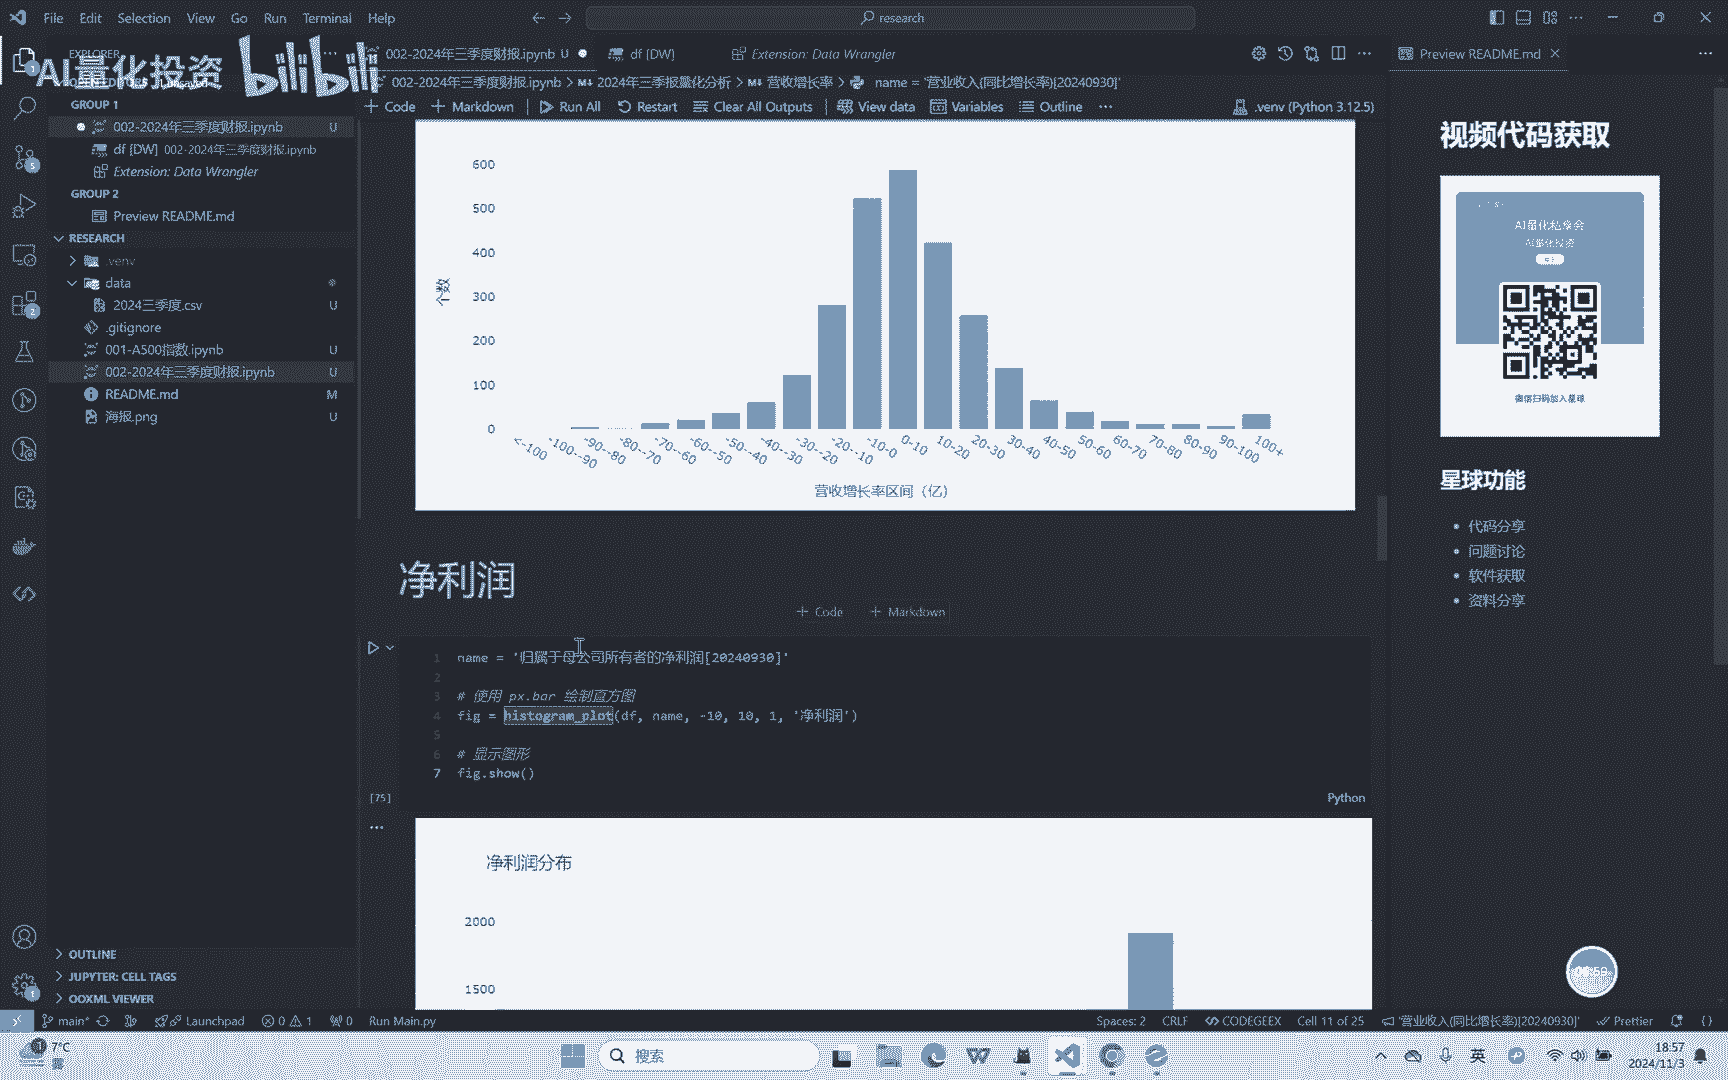 File Edit Selection View Go Run Terminal Help
research
AI量化投资 bilibili
EXPLORER
002-2024年三季度财报.ipynb U
df [DW]
Extension: Data Wrangler
Preview README.md
002-2024年三季度财报.ipynb > 2024年三季报量化分析 > 营收增长率 > name = '营业收入(同比增长率)[20240930]'
Code Markdown Run All Restart Clear All Outputs View data Variables Outline ...
.venv (Python 3.12.5)
GROUP 1
002-2024年三季度财报.ipynb U
df [DW] 002-2024年三季度财报.ipynb
Extension: Data Wrangler
GROUP 2
Preview README.md
RESEARCH
.venv
data
2024三季度.csv U
.gitignore
001-A500指数.ipynb U
002-2024年三季度财报.ipynb U
README.md M
海报.png U
OUTLINE
JUPYTER: CELL TAGS
OOXML VIEWER
600
500
400
300
200
100
0
个数
<-100 -100--90 -90--80 -80--70 -70--60 -60--50 -50--40 -40--30 -30--20 -20--10 -10-0 0-10 10-20 20-30 30-40 40-50 50-60 60-70 70-80 80-90 90-100 100+
营收增长率区间（亿）
净利润
Code Markdown
1 name = '归属于母公司所有者的净利润[20240930]'
2
3 # 使用 px.bar 绘制直方图
4 fig = histogram_plot(df, name, -10, 10, 1, '净利润')
5
6 # 显示图形
7 fig.show()
[75]
Python
净利润分布
2000
1500
视频代码获取
AI量化投资
微信扫码加入星球
星球功能
代码分享
问题讨论
软件获取
资料分享
main* Launchpad 0 1 0 Run Main.py
Spaces: 2 CRLF CODEGEEX Cell 11 of 25 '营业收入(同比增长率)[20240930]' Prettier
7°C
搜索
英
18:57
2024/11/3